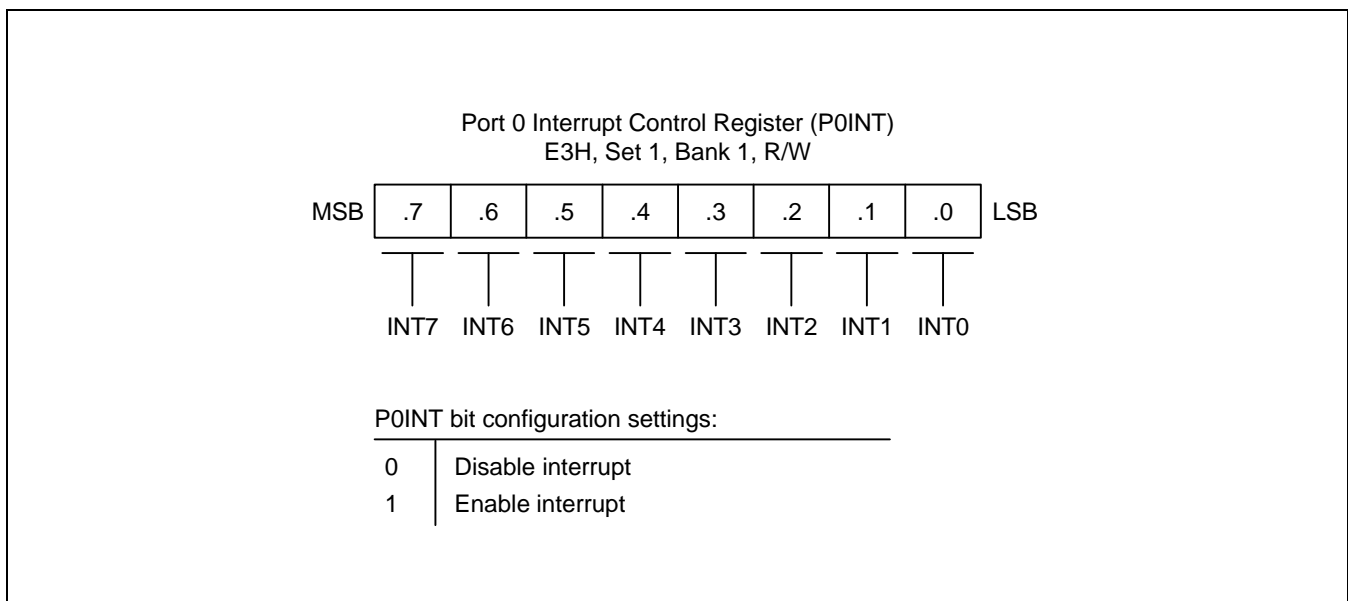 Port 0 Interrupt Control Register (P0INT)
E3H, Set 1, Bank 1, R/W
MSB .7 .6 .5 .4 .3 .2 .1 .0 LSB
INT7 INT6 INT5 INT4 INT3 INT2 INT1 INT0
P0INT bit configuration settings:
0 Disable interrupt
1 Enable interrupt